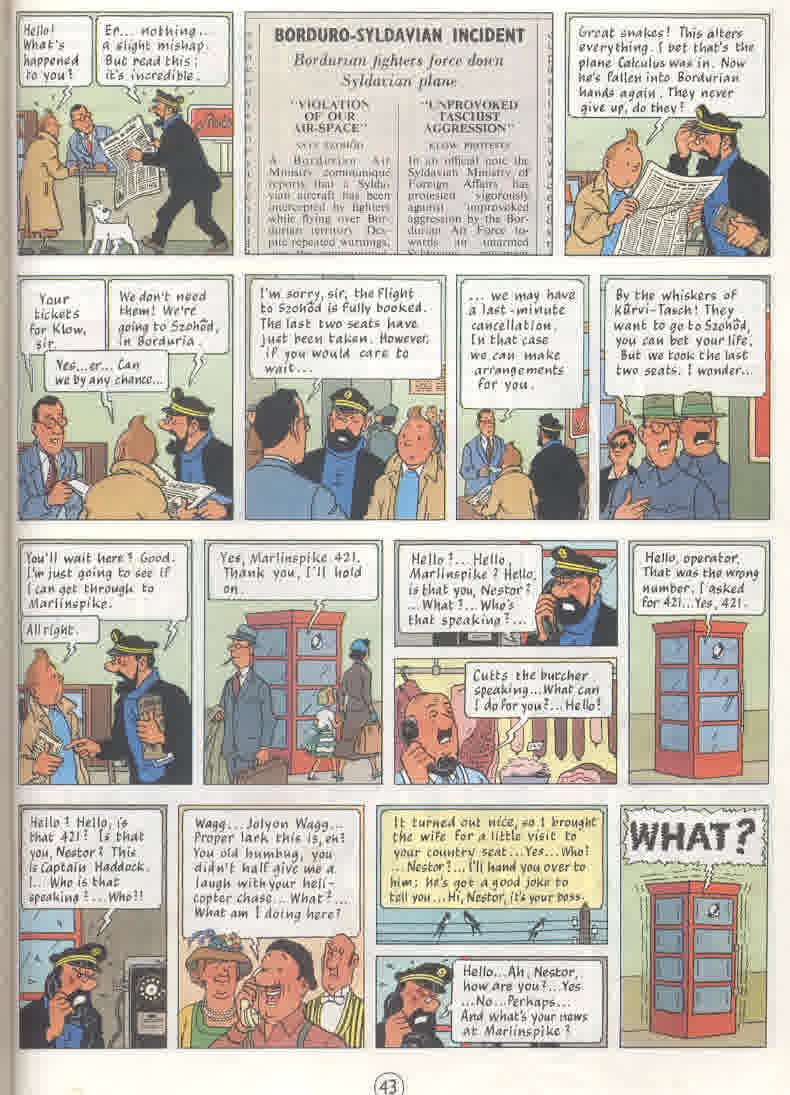 Hello!
What's
happened
to you?
Er... nothing...
a slight mishap.
But read this;
it's incredible.
BORDURO-SYLDAVIAN INCIDENT
Bordurian fighters force down
Syldavian plane
"VIOLATION
OF OUR
AIR-SPACE"
SAYS SZOHÔD
A Bordurian Air
Ministry communique
reports that a Syldavian
aircraft has been
intercepted by fighters
while flying over Bordurian
territory. Despite
repeated warnings,
"UNPROVOKED
TASCHIST
AGGRESSION"
KLOW PROTESTS
In an official note the
Syldavian Ministry of
Foreign Affairs has
protested vigorously
against unprovoked
aggression by the Bordurian
Air Force towards
an unarmed
Great snakes! This alters
everything. I bet that's the
plane Calculus was in. Now
he's fallen into Bordurian
hands again. They never
give up, do they?
Your
tickets
for Klow,
sir.
We don't need
them! We're
going to Szohôd,
in Borduria.
Yes...er... Can
we by any chance...
I'm sorry, sir, the flight
to Szohôd is fully booked.
The last two seats have
just been taken. However,
if you would care to
wait...
... we may have
a last-minute
cancellation.
In that case
we can make
arrangements
for you.
By the whiskers of
Kûrvi-Tasch! They
want to go to Szohôd,
you can bet your life.
But we took the last
two seats. I wonder...
You'll wait here? Good.
I'm just going to see if
I can get through to
Marlinspike.
All right.
Yes, Marlinspike 421.
Thank you, I'll hold
on.
Hello?... Hello,
Marlinspike? Hello,
is that you, Nestor?
...What?... Who's
that speaking?...
Cutts the butcher
speaking...What can
I do for you?...Hello!
Hello, operator.
That was the wrong
number. I asked
for 421...Yes, 421.
Hello? Hello, is
that 421? Is that
you, Nestor? This
is Captain Haddock.
!... Who is that
speaking?...Who?!
Wagg... Jolyon Wagg...
Proper lark this is, eh?
You old humbug, you
didn't half give me a
laugh with your helicopter
chase... What?...
What am I doing here?
It turned out nice, so I brought
the wife for a little visit to
your country seat...Yes...Who?
...Nestor?...I'll hand you over to
him: he's got a good joke to
tell you...Hi, Nestor, it's your boss.
Hello...Ah, Nestor,
how are you?...Yes
...No...Perhaps...
And what's your news
at Marlinspike?
WHAT?
43